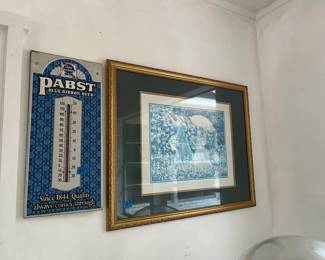 PABST
BLUE RIBBON BEER
Since 1844 Quality
always comes through